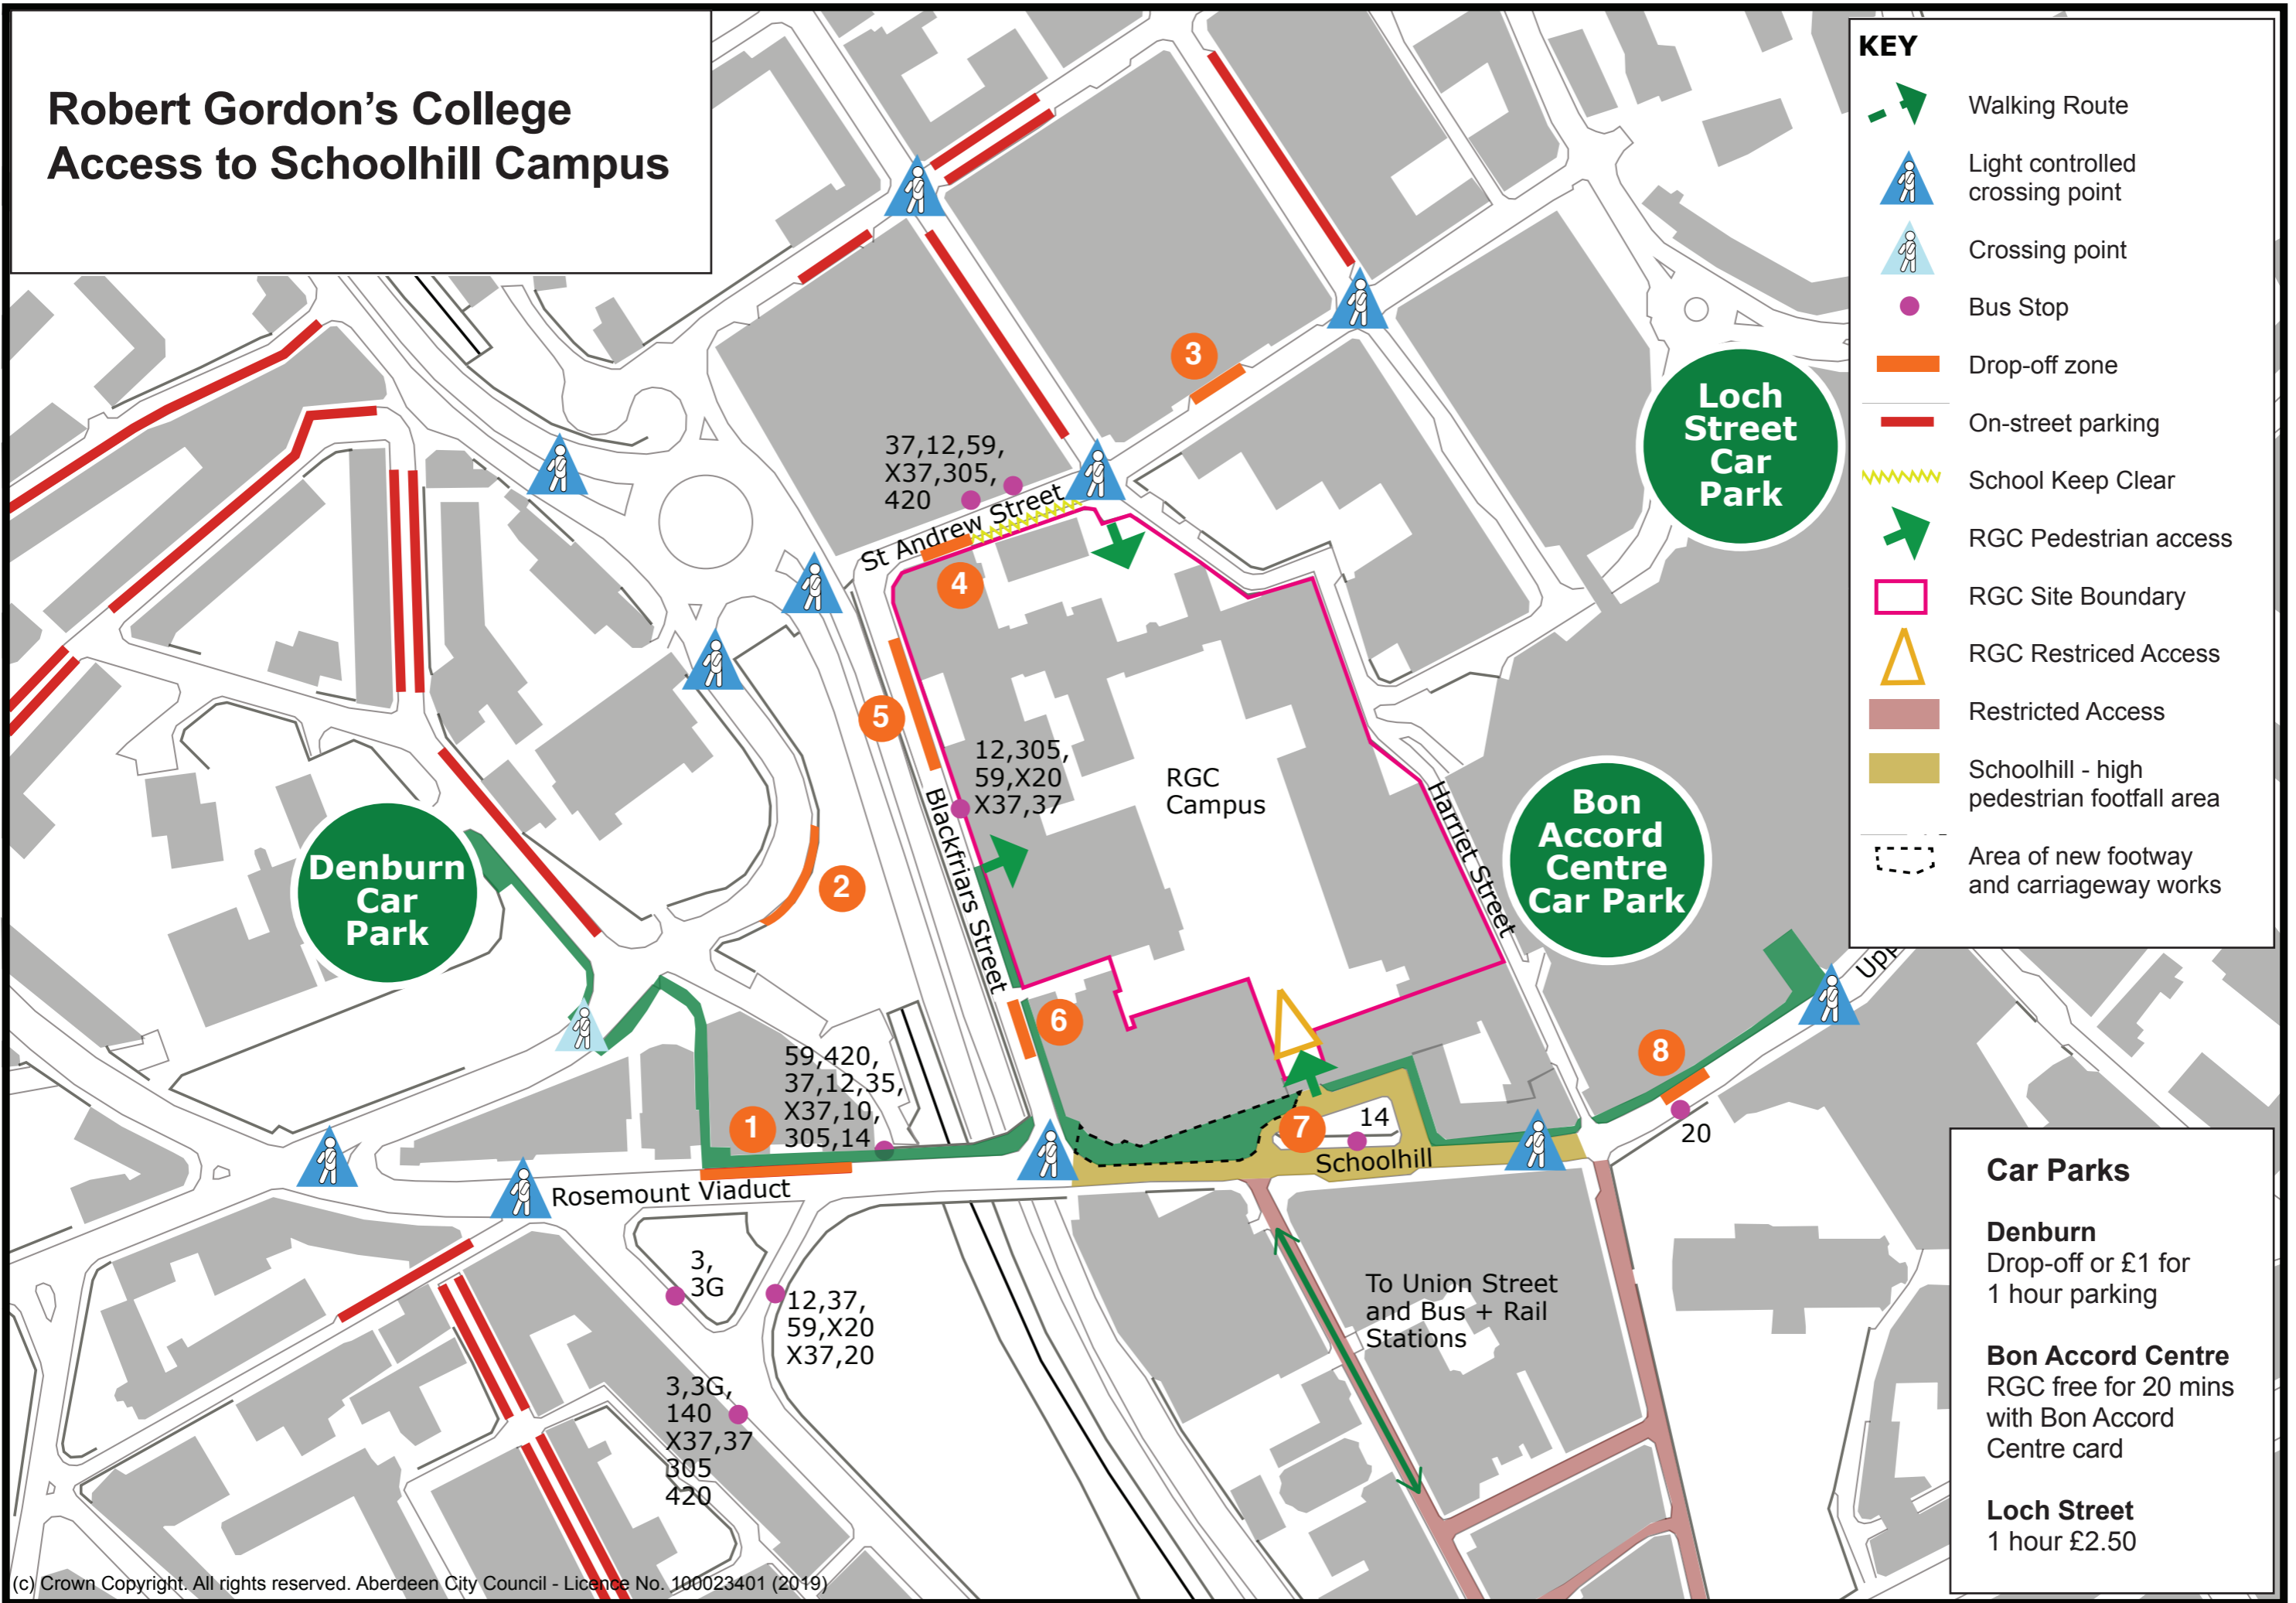 Robert Gordon's College
Access to Schoolhill Campus
KEY
Walking Route
Light controlled
crossing point
Crossing point
Bus Stop
Drop-off zone
On-street parking
School Keep Clear
RGC Pedestrian access
RGC Site Boundary
RGC Restriced Access
Restricted Access
Schoolhill - high
pedestrian footfall area
Area of new footway
and carriageway works
3
Loch
Street
Car
Park
37,12,59,
X37,305,
420
St Andrew Street
4
5
12,305,
59,X20
X37,37
RGC
Campus
Blackfriars Street
Harriet Street
Bon
Accord
Centre
Car Park
Denburn
Car
Park
2
6
Upp
8
20
59,420,
37,12,35,
X37,10,
305,14
1
7
14
Schoolhill
Rosemount Viaduct
3,
3G
12,37,
59,X20
X37,20
3,3G,
140
X37,37
305
420
To Union Street
and Bus + Rail
Stations
Car Parks
Denburn
Drop-off or £1 for
1 hour parking
Bon Accord Centre
RGC free for 20 mins
with Bon Accord
Centre card
Loch Street
1 hour £2.50
(c) Crown Copyright. All rights reserved. Aberdeen City Council - Licence No. 100023401 (2019)